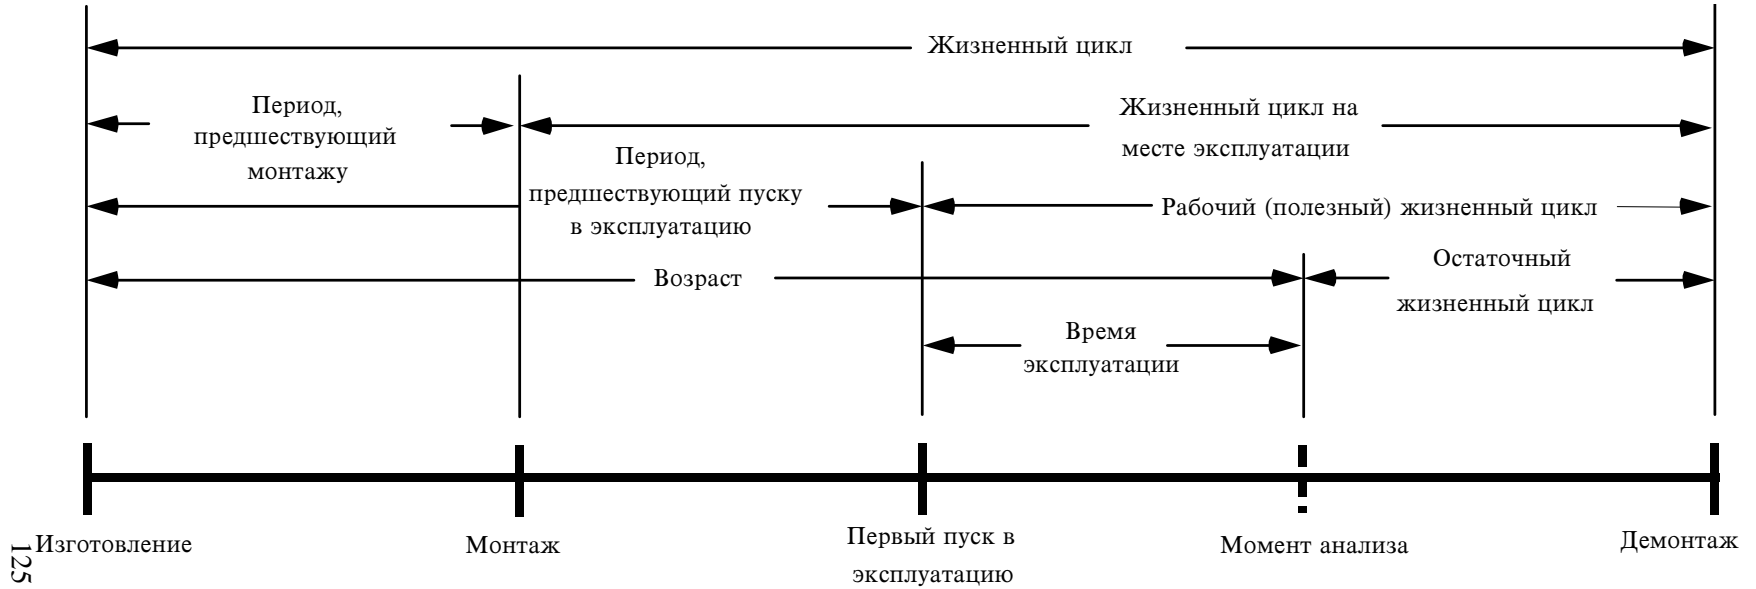 Жизненный цикл
Период,
предшествующий
монтажу
Жизненный цикл на
месте эксплуатации
Период,
предшествующий пуску
в эксплуатацию
Рабочий (полезный) жизненный цикл
Возраст
Остаточный
жизненный цикл
Время
эксплуатации
Изготовление
Монтаж
Первый пуск в
эксплуатацию
Момент анализа
Демонтаж
125